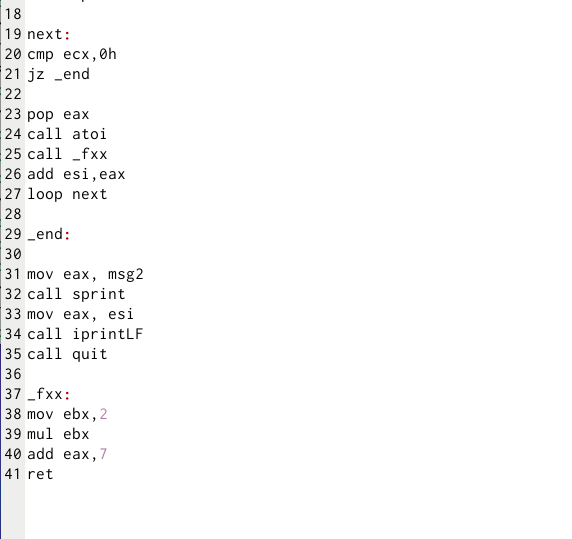 18
19 next:
20 cmp ecx,0h
21 jz _end
22
23 pop eax
24 call atoi
25 call _fxx
26 add esi,eax
27 loop next
28
29 _end:
30
31 mov eax, msg2
32 call sprint
33 mov eax, esi
34 call iprintLF
35 call quit
36
37 _fxx:
38 mov ebx,2
39 mul ebx
40 add eax,7
41 ret